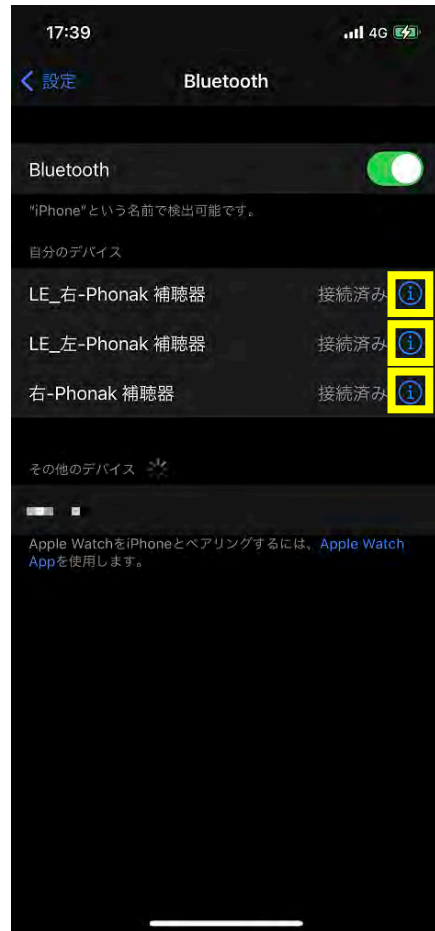 17:39
4G
設定
Bluetooth
Bluetooth
"iPhone"という名前で検出可能です。
自分のデバイス
LE_右-Phonak 補聴器 接続済み
LE_左-Phonak 補聴器 接続済み
右-Phonak 補聴器 接続済み
その他のデバイス
Apple WatchをiPhoneとペアリングするには、Apple Watch
Appを使用します。